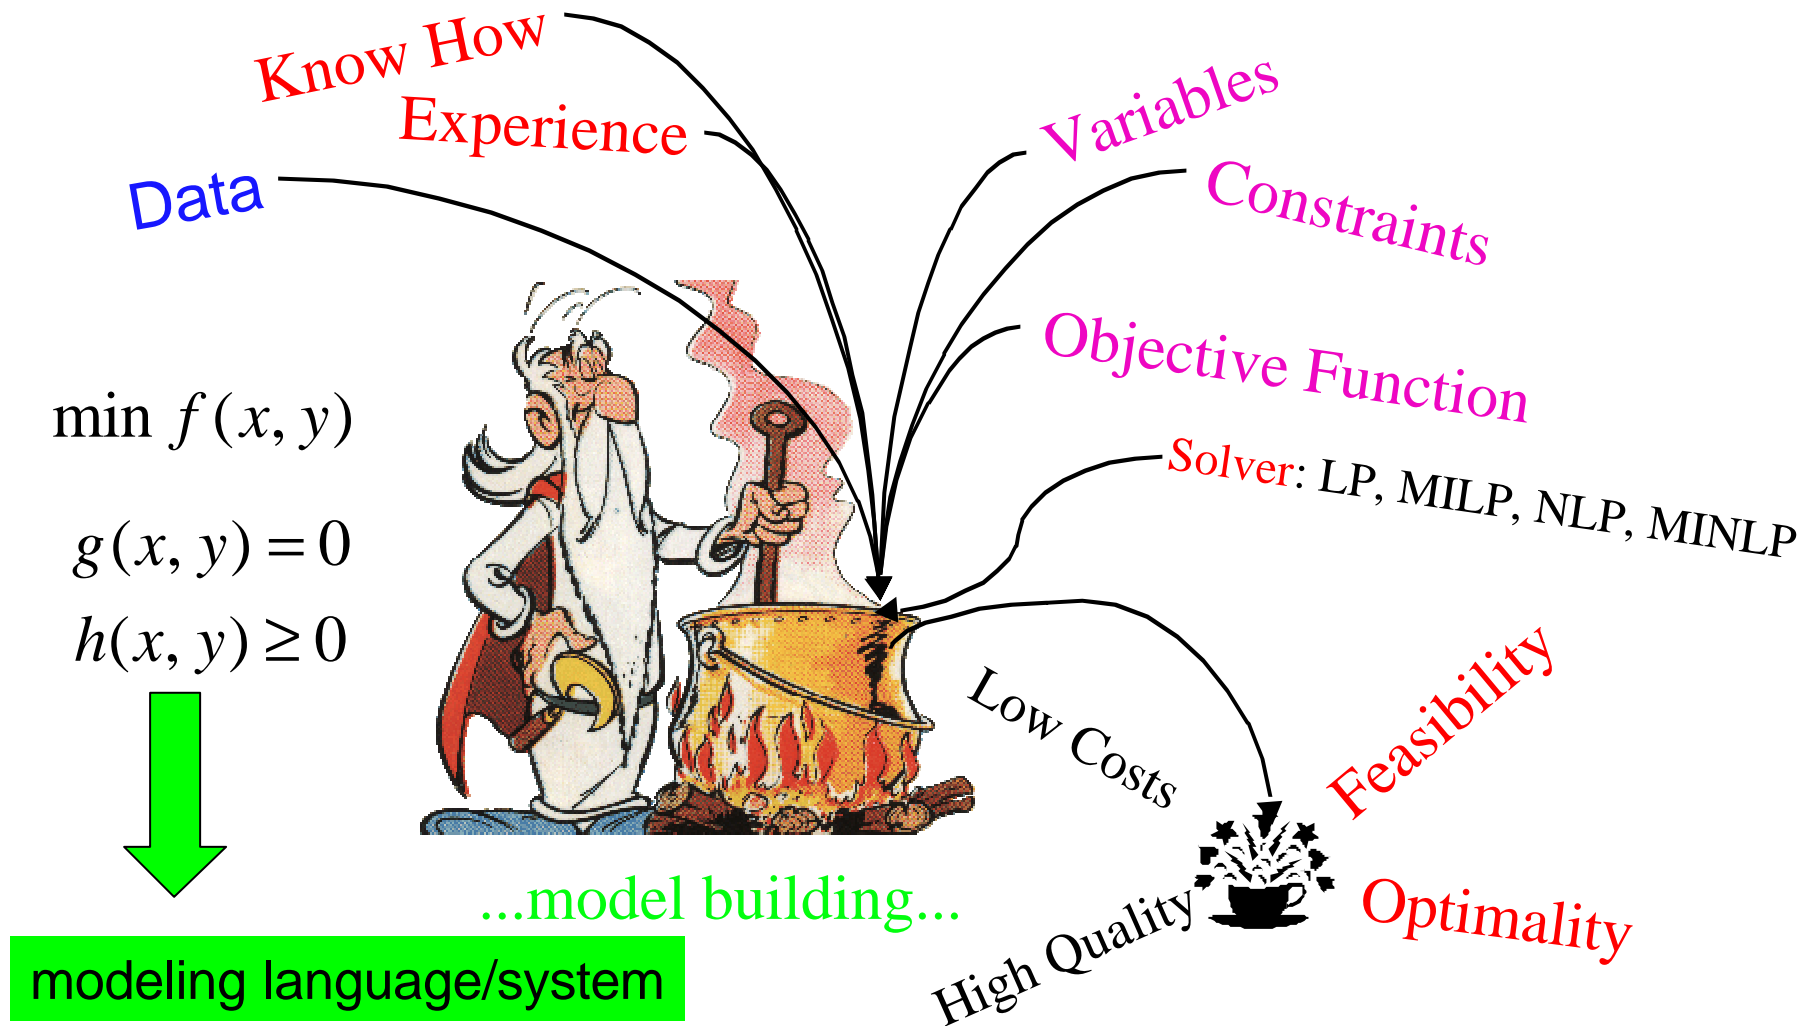 Know How
Experience
Data
Variables
Constraints
Objective Function
Solver: LP, MILP, NLP, MINLP
min f(x, y)
g(x, y) = 0
h(x, y) ≥ 0
Low Costs
Feasibility
...model building...
High Quality
Optimality
modeling language/system